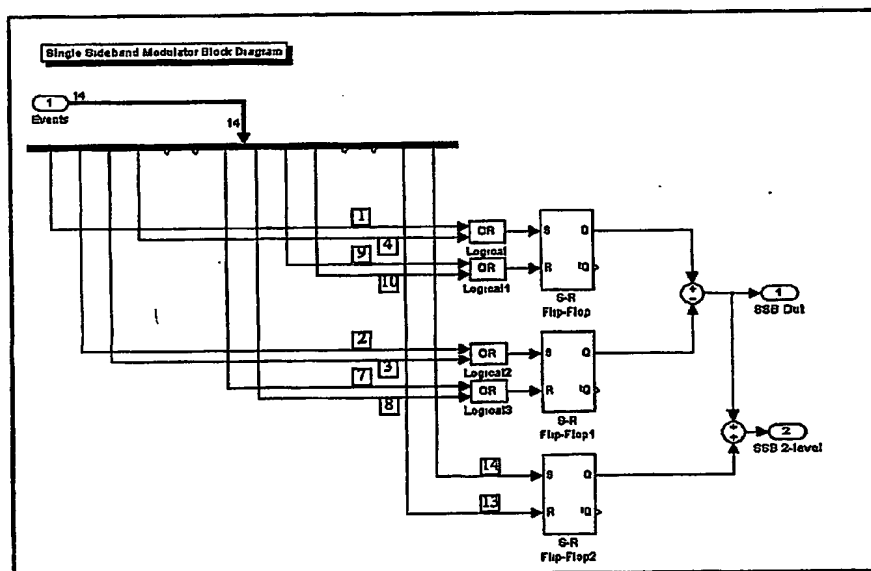 Single Sideband Modulator Block Diagram
1
14
Events
14
1
4
OR
Logical
S
Q
9
10
OR
Logical1
R
!Q
S-R
Flip-Flop
+
−
1
SSB Out
2
3
OR
Logical2
S
Q
7
8
OR
Logical3
R
!Q
S-R
Flip-Flop1
+
+
2
SSB 2-level
14
S
Q
13
R
!Q
S-R
Flip-Flop2